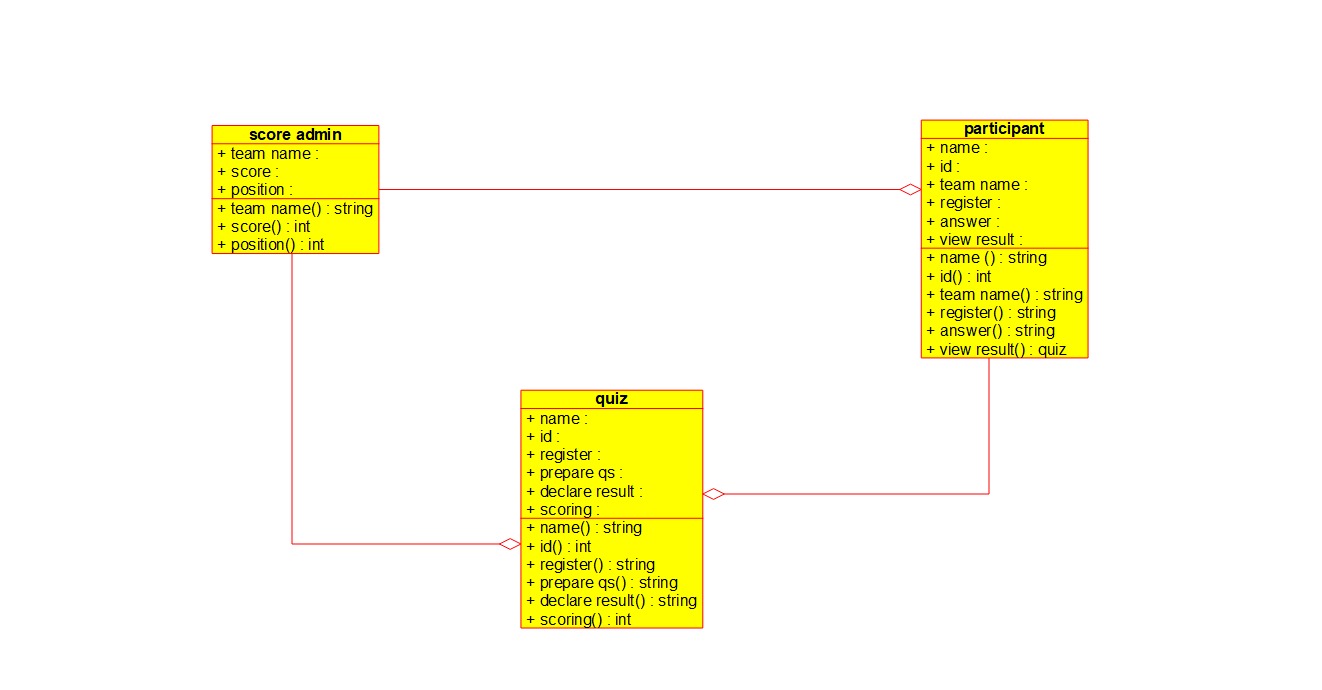 score admin
+ team name :
+ score :
+ position :
+ team name() : string
+ score() : int
+ position() : int
participant
+ name :
+ id :
+ team name :
+ register :
+ answer :
+ view result :
+ name () : string
+ id() : int
+ team name() : string
+ register() : string
+ answer() : string
+ view result() : quiz
quiz
+ name :
+ id :
+ register :
+ prepare qs :
+ declare result :
+ scoring :
+ name() : string
+ id() : int
+ register() : string
+ prepare qs() : string
+ declare result() : string
+ scoring() : int